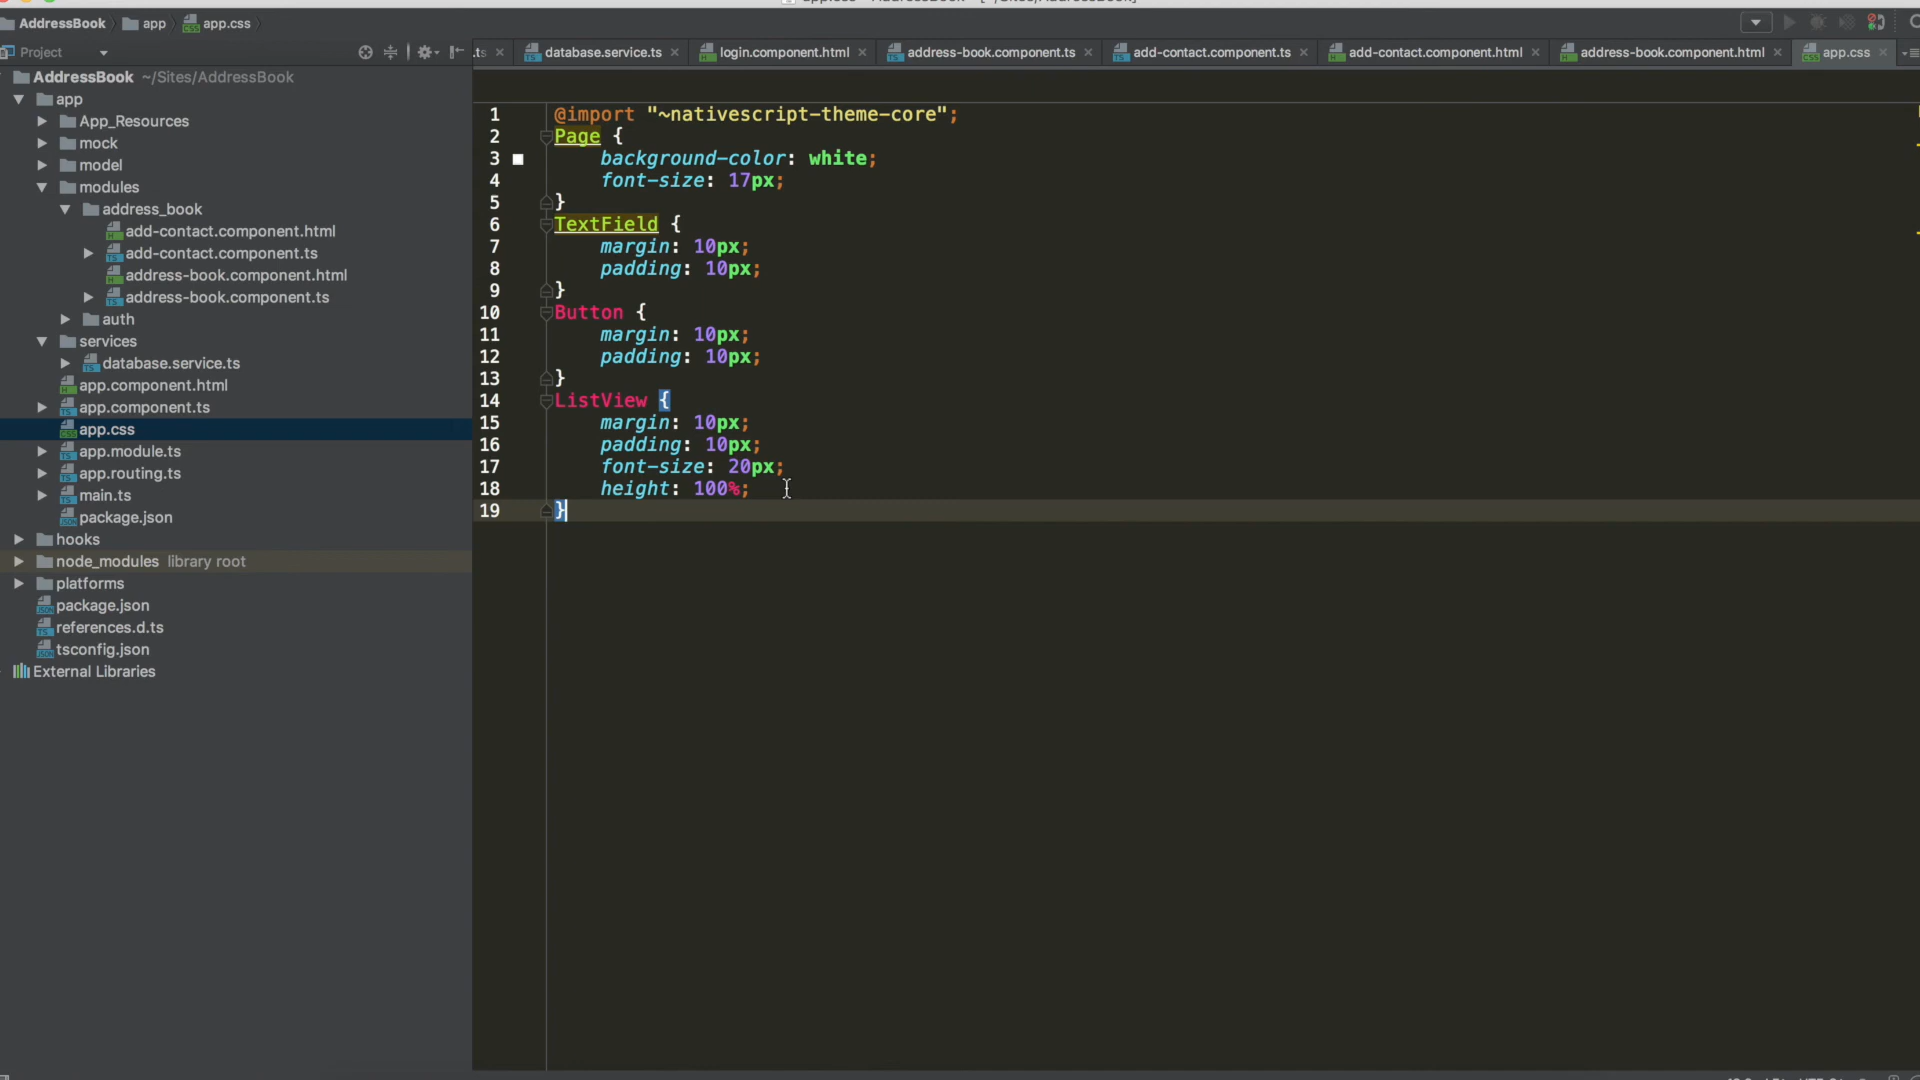 AddressBook app app.css
Project
.ts database.service.ts login.component.html address-book.component.ts add-contact.component.ts add-contact.component.html address-book.component.html app.css
AddressBook ~/Sites/AddressBook
app
App_Resources
mock
model
modules
address_book
add-contact.component.html
add-contact.component.ts
address-book.component.html
address-book.component.ts
auth
services
database.service.ts
app.component.html
app.component.ts
app.css
app.module.ts
app.routing.ts
main.ts
package.json
hooks
node_modules library root
platforms
package.json
references.d.ts
tsconfig.json
External Libraries
1 @import "~nativescript-theme-core";
2 Page {
3 background-color: white;
4 font-size: 17px;
5 }
6 TextField {
7 margin: 10px;
8 padding: 10px;
9 }
10 Button {
11 margin: 10px;
12 padding: 10px;
13 }
14 ListView {
15 margin: 10px;
16 padding: 10px;
17 font-size: 20px;
18 height: 100%;
19 }